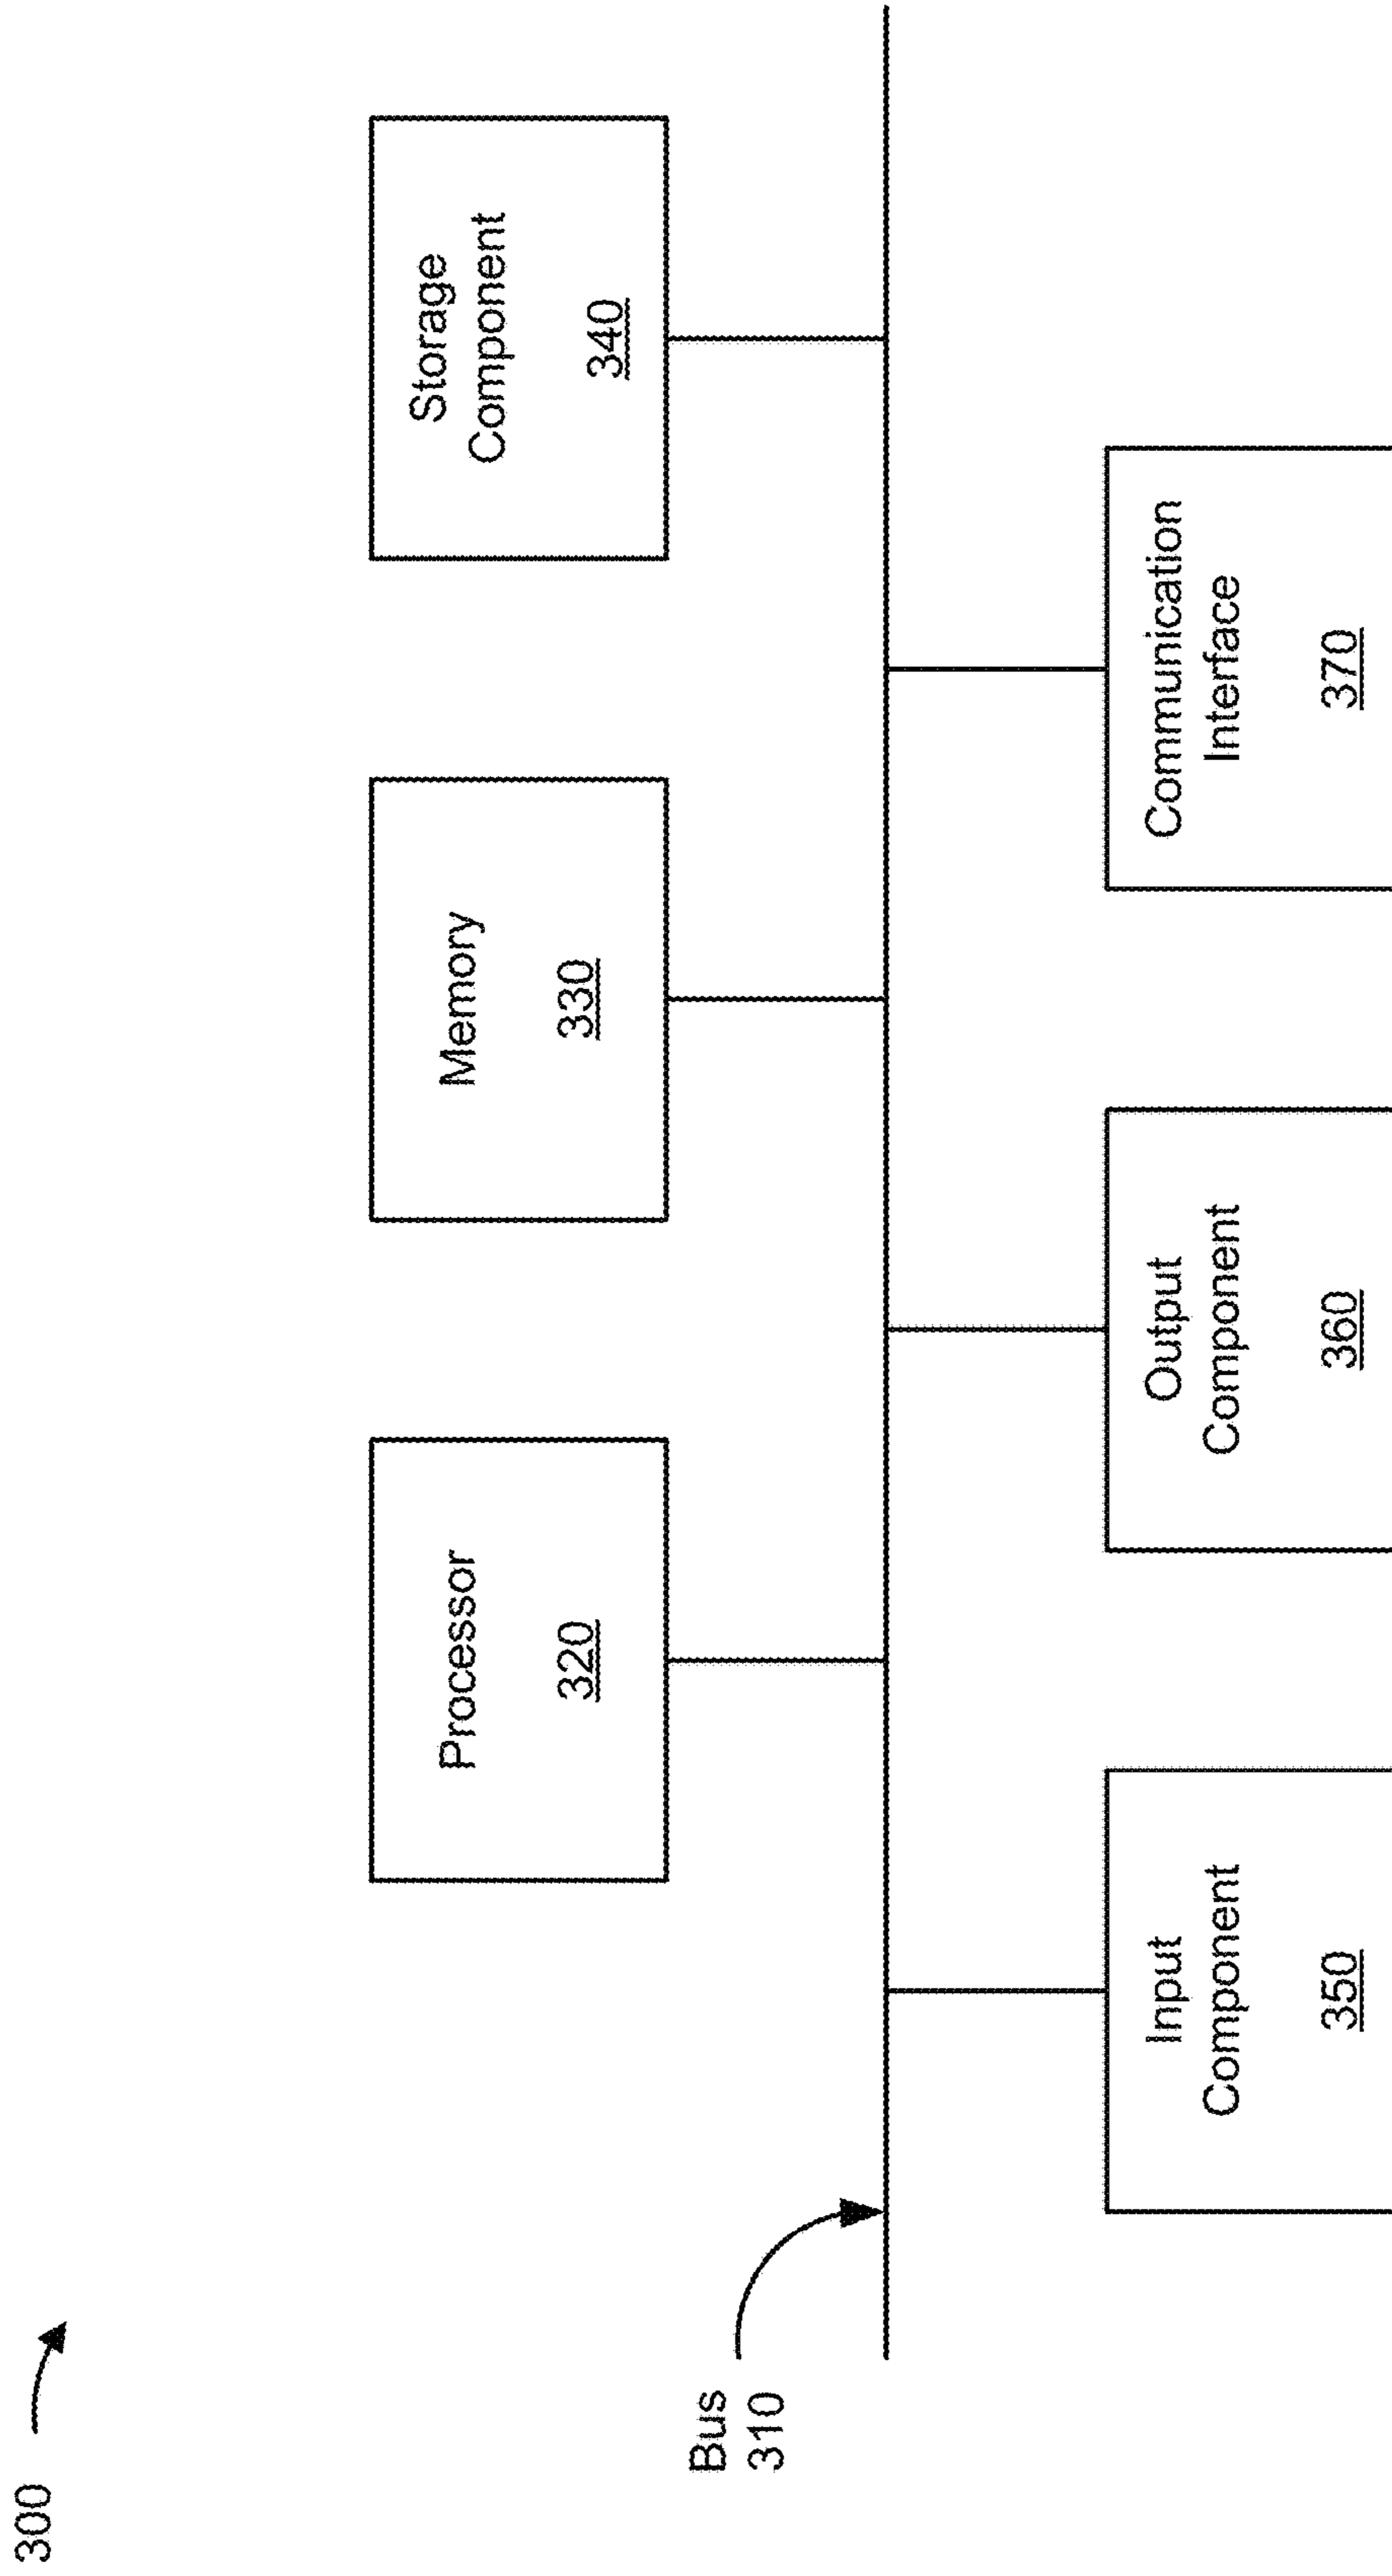 300
Processor
320
Memory
330
Storage
Component
340
Bus
310
Input
Component
350
Output
Component
360
Communication
Interface
370